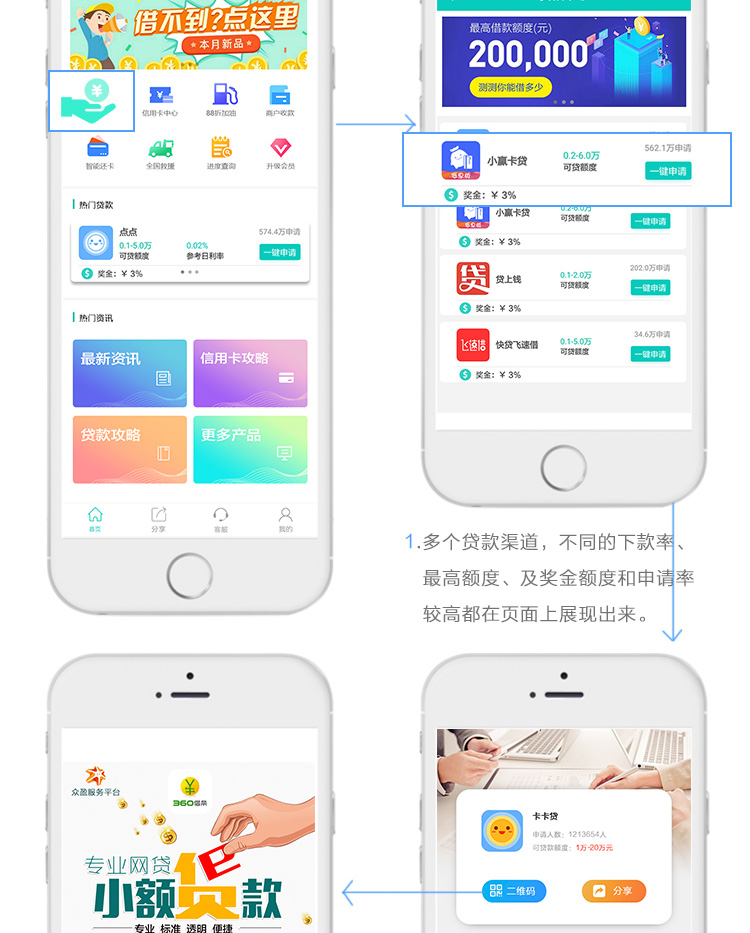 借不到?点这里
本月新品
信用卡中心
88折加油
商户收款
智能还卡
全国救援
进度查询
升级会员
热门贷款
点点
574.4万申请
0.1-5.0万
0.02%
可贷额度
参考日利率
一键申请
奖金：￥ 3%
热门资讯
最新资讯
信用卡攻略
贷款攻略
更多产品
首页
分享
客服
我的
最高借款额度(元)
200,000
测测你能借多少
小赢卡贷
0.2-6.0万
可贷额度
562.1万申请
一键申请
奖金：￥ 3%
小赢卡贷
0.2-6.0万
可贷额度
一键申请
奖金：￥ 3%
贷
贷上钱
0.1-2.0万
可贷额度
202.0万申请
一键申请
奖金：￥ 3%
快贷飞速借
0.1-5.0万
可贷额度
34.6万申请
一键申请
奖金：￥ 3%
1.多个贷款渠道，不同的下款率、
最高额度、及奖金额度和申请率
较高都在页面上展现出来。
众盈服务平台
360借条
专业网贷
小额贷款
专业 标准 透明 便捷
卡卡贷
申请人数：1213654人
可贷款额度：1万-20万元
二维码
分享